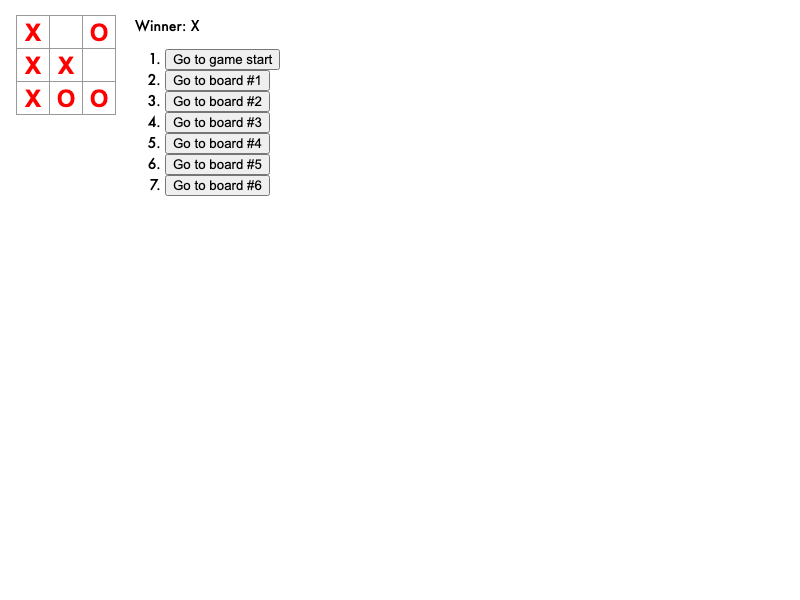 X O
X X
X O O
Winner: X
1. Go to game start
2. Go to board #1
3. Go to board #2
4. Go to board #3
5. Go to board #4
6. Go to board #5
7. Go to board #6